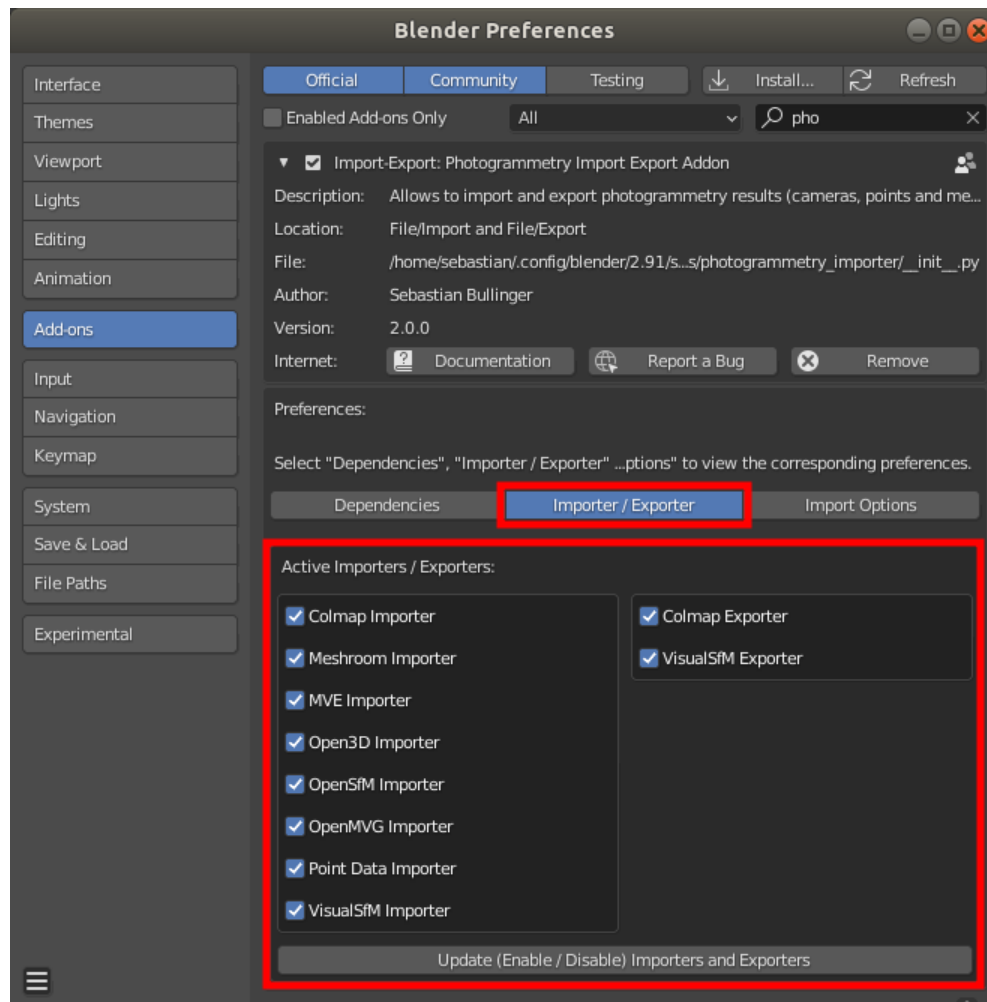 Blender Preferences
Interface
Themes
Viewport
Lights
Editing
Animation
Add-ons
Input
Navigation
Keymap
System
Save & Load
File Paths
Experimental
Official Community Testing Install... Refresh
Enabled Add-ons Only All pho
Import-Export: Photogrammetry Import Export Addon
Description: Allows to import and export photogrammetry results (cameras, points and me...
Location: File/Import and File/Export
File: /home/sebastian/.config/blender/2.91/s...s/photogrammetry_importer/__init__.py
Author: Sebastian Bullinger
Version: 2.0.0
Internet: Documentation Report a Bug Remove
Preferences:
Select "Dependencies", "Importer / Exporter" ...ptions" to view the corresponding preferences.
Dependencies Importer / Exporter Import Options
Active Importers / Exporters:
Colmap Importer
Meshroom Importer
MVE Importer
Open3D Importer
OpenSfM Importer
OpenMVG Importer
Point Data Importer
VisualSfM Importer
Colmap Exporter
VisualSfM Exporter
Update (Enable / Disable) Importers and Exporters